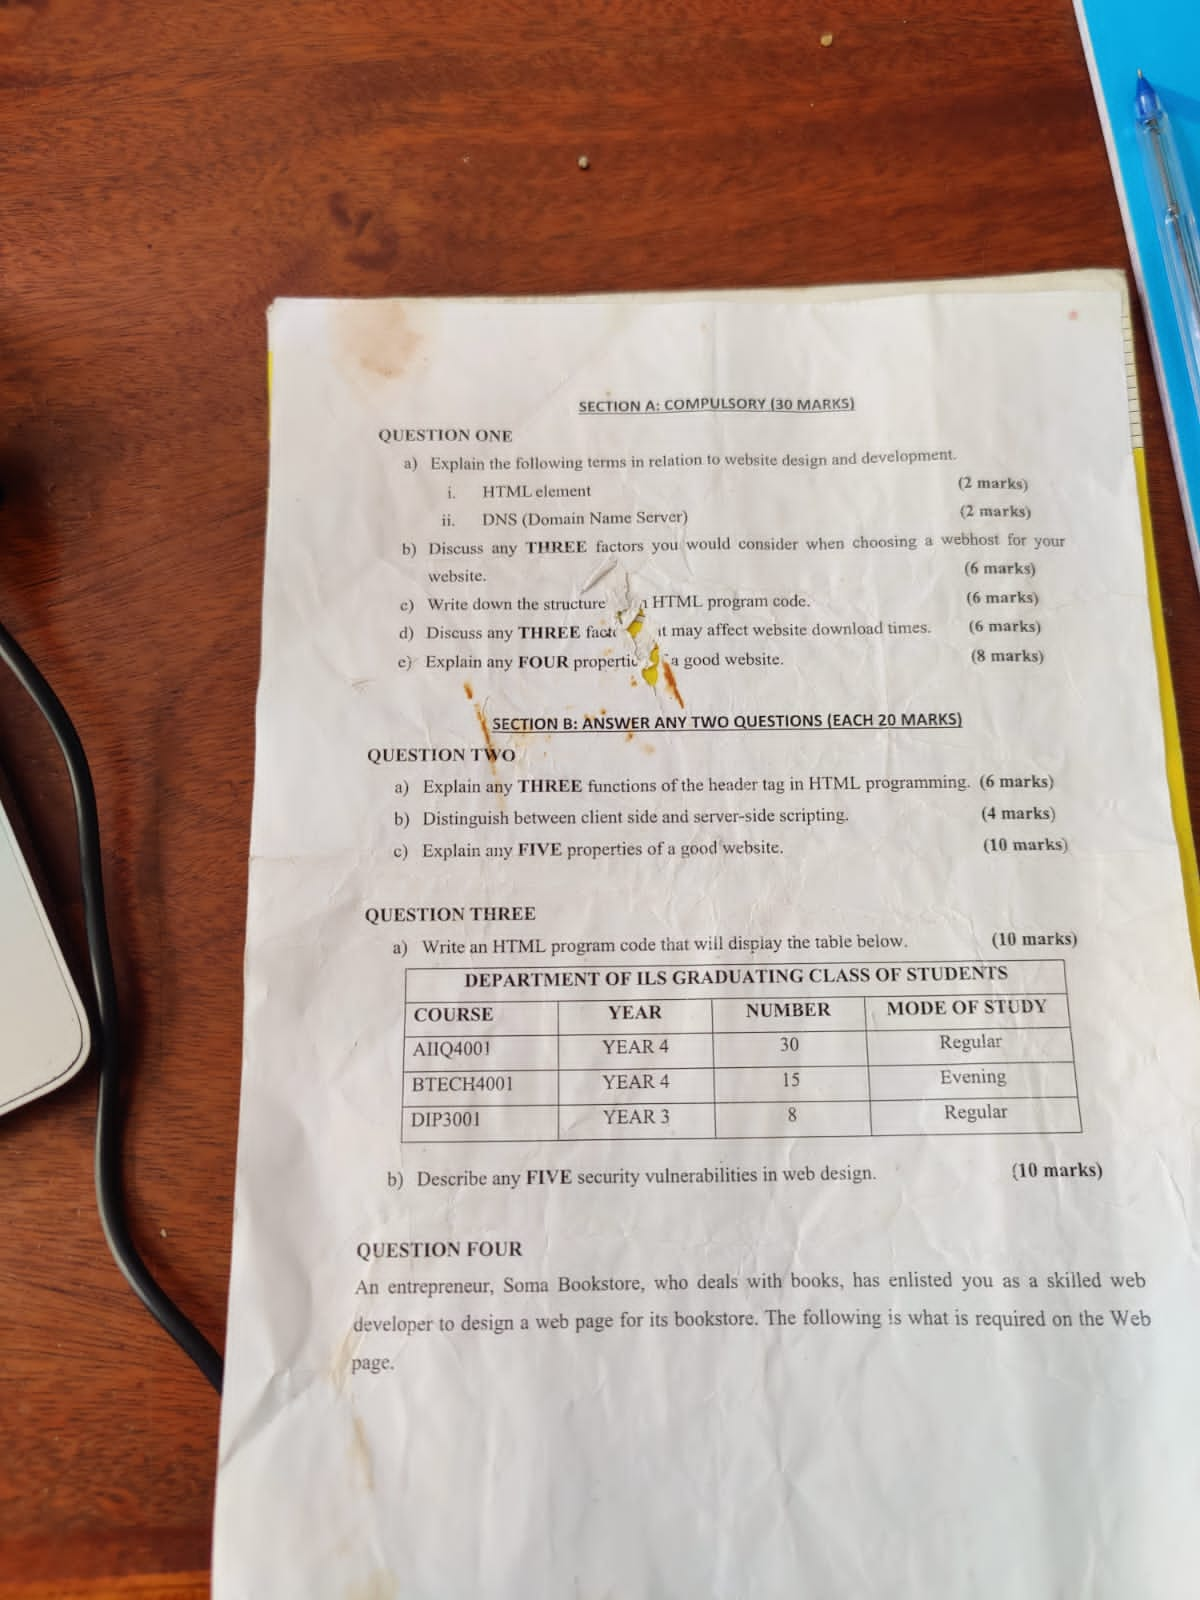 SECTION A: COMPULSORY (30 MARKS)
QUESTION ONE
a) Explain the following terms in relation to website design and development.
i. HTML element (2 marks)
ii. DNS (Domain Name Server) (2 marks)
b) Discuss any THREE factors you would consider when choosing a webhost for your
website. (6 marks)
c) Write down the structure HTML program code. (6 marks)
d) Discuss any THREE may affect website download times. (6 marks)
e) Explain any FOUR a good website. (8 marks)
SECTION B: ANSWER ANY TWO QUESTIONS (EACH 20 MARKS)
QUESTION TWO
a) Explain any THREE functions of the header tag in HTML programming. (6 marks)
b) Distinguish between client side and server-side scripting. (4 marks)
c) Explain any FIVE properties of a good website. (10 marks)
QUESTION THREE
a) Write an HTML program code that will display the table below. (10 marks)
DEPARTMENT OF ILS GRADUATING CLASS OF STUDENTS
COURSE YEAR NUMBER MODE OF STUDY
AIIQ4001 YEAR 4 30 Regular
BTECH4001 YEAR 4 15 Evening
DIP3001 YEAR 3 8 Regular
b) Describe any FIVE security vulnerabilities in web design. (10 marks)
QUESTION FOUR
An entrepreneur, Soma Bookstore, who deals with books, has enlisted you as a skilled web
developer to design a web page for its bookstore. The following is what is required on the Web
page.